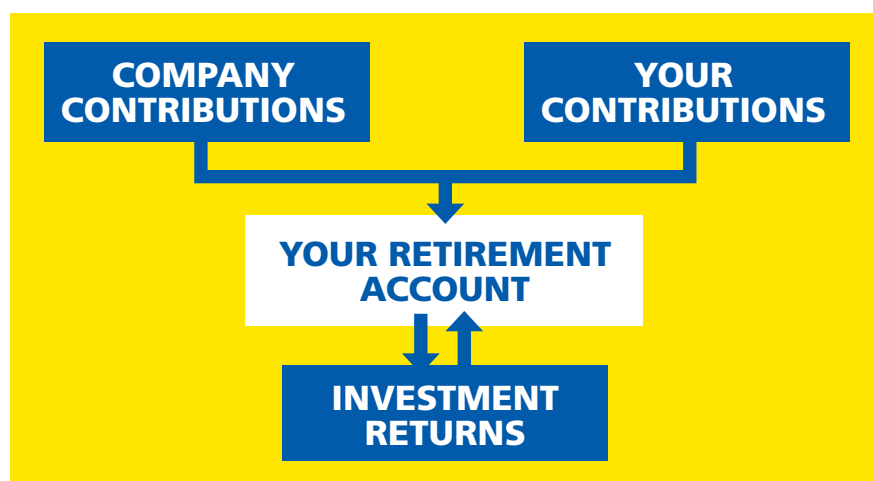 COMPANY
CONTRIBUTIONS
YOUR
CONTRIBUTIONS
YOUR RETIREMENT
ACCOUNT
INVESTMENT
RETURNS